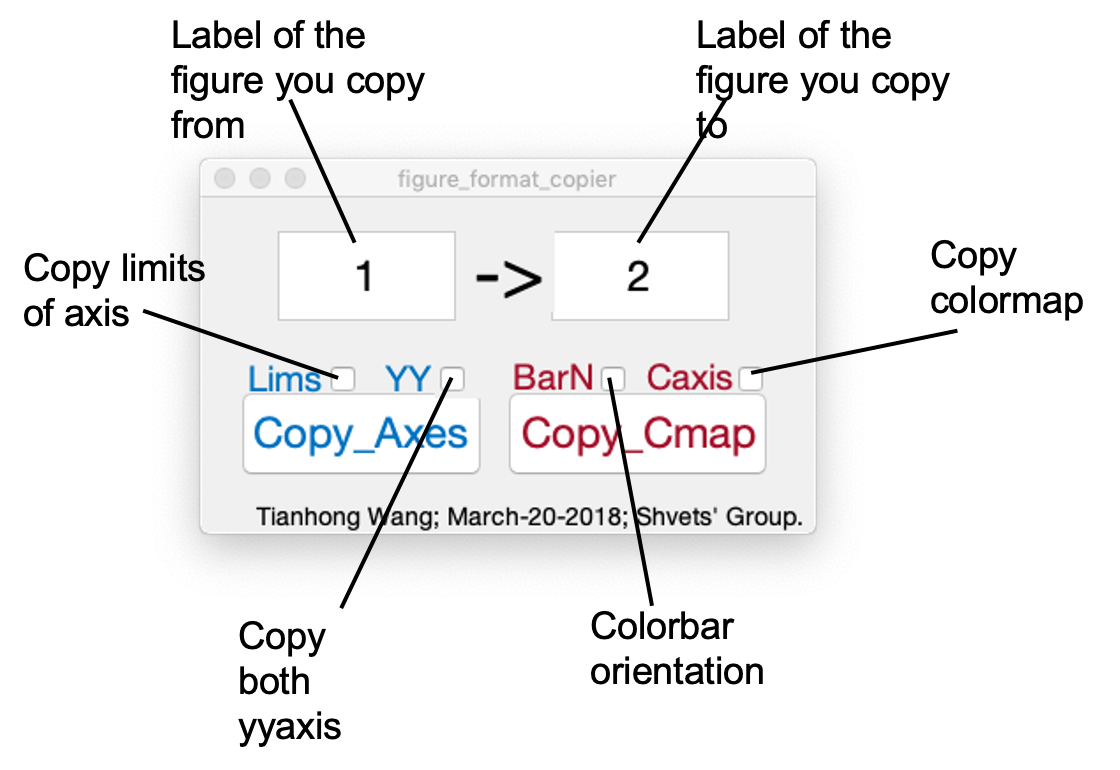 Label of the
figure you copy
from
Label of the
figure you copy
to
figure_format_copier
1
->
2
Copy limits
of axis
Copy
colormap
Lims
YY
BarN
Caxis
Copy_Axes
Copy_Cmap
Tianhong Wang; March-20-2018; Shvets' Group.
Copy
both
yyaxis
Colorbar
orientation